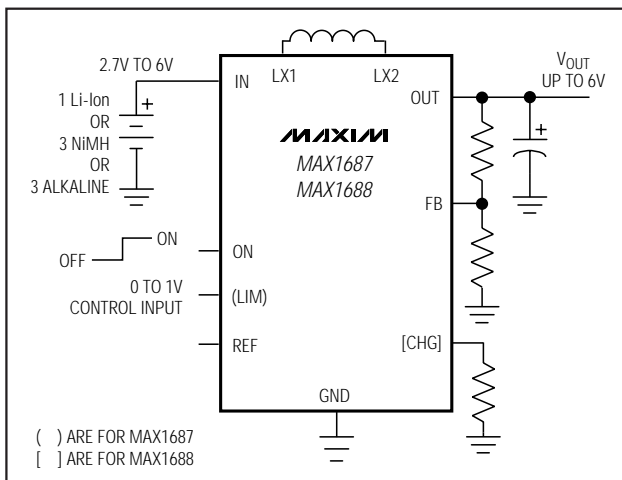 2.7V TO 6V
1 Li-Ion
OR
3 NiMH
OR
3 ALKALINE
+
OFF
ON
0 TO 1V
CONTROL INPUT
IN
LX1
LX2
OUT
MAXIM
MAX1687
MAX1688
FB
ON
(LIM)
REF
[CHG]
GND
VOUT
UP TO 6V
+
( ) ARE FOR MAX1687
[ ] ARE FOR MAX1688